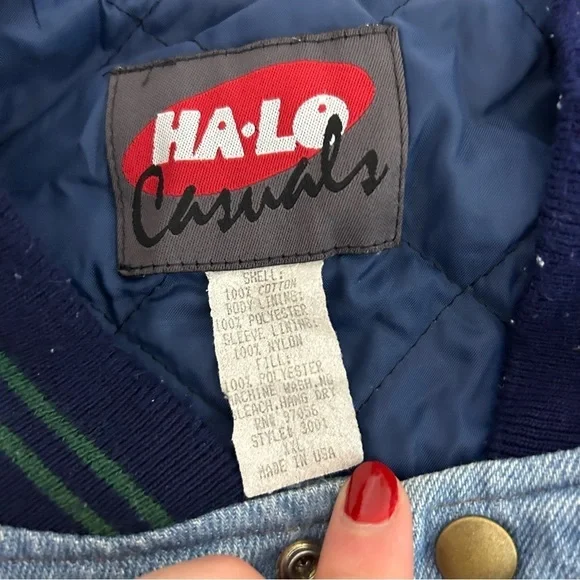 HA·LO
Casuals
SHELL:
100% COTTON
BODY LINING:
100% POLYESTER
SLEEVE LINING:
100% NYLON
FILL:
100% POLYESTER
MACHINE WASH,NO
BLEACH,HANG DRY
RN# 97056
STYLE# 3001
MADE IN USA